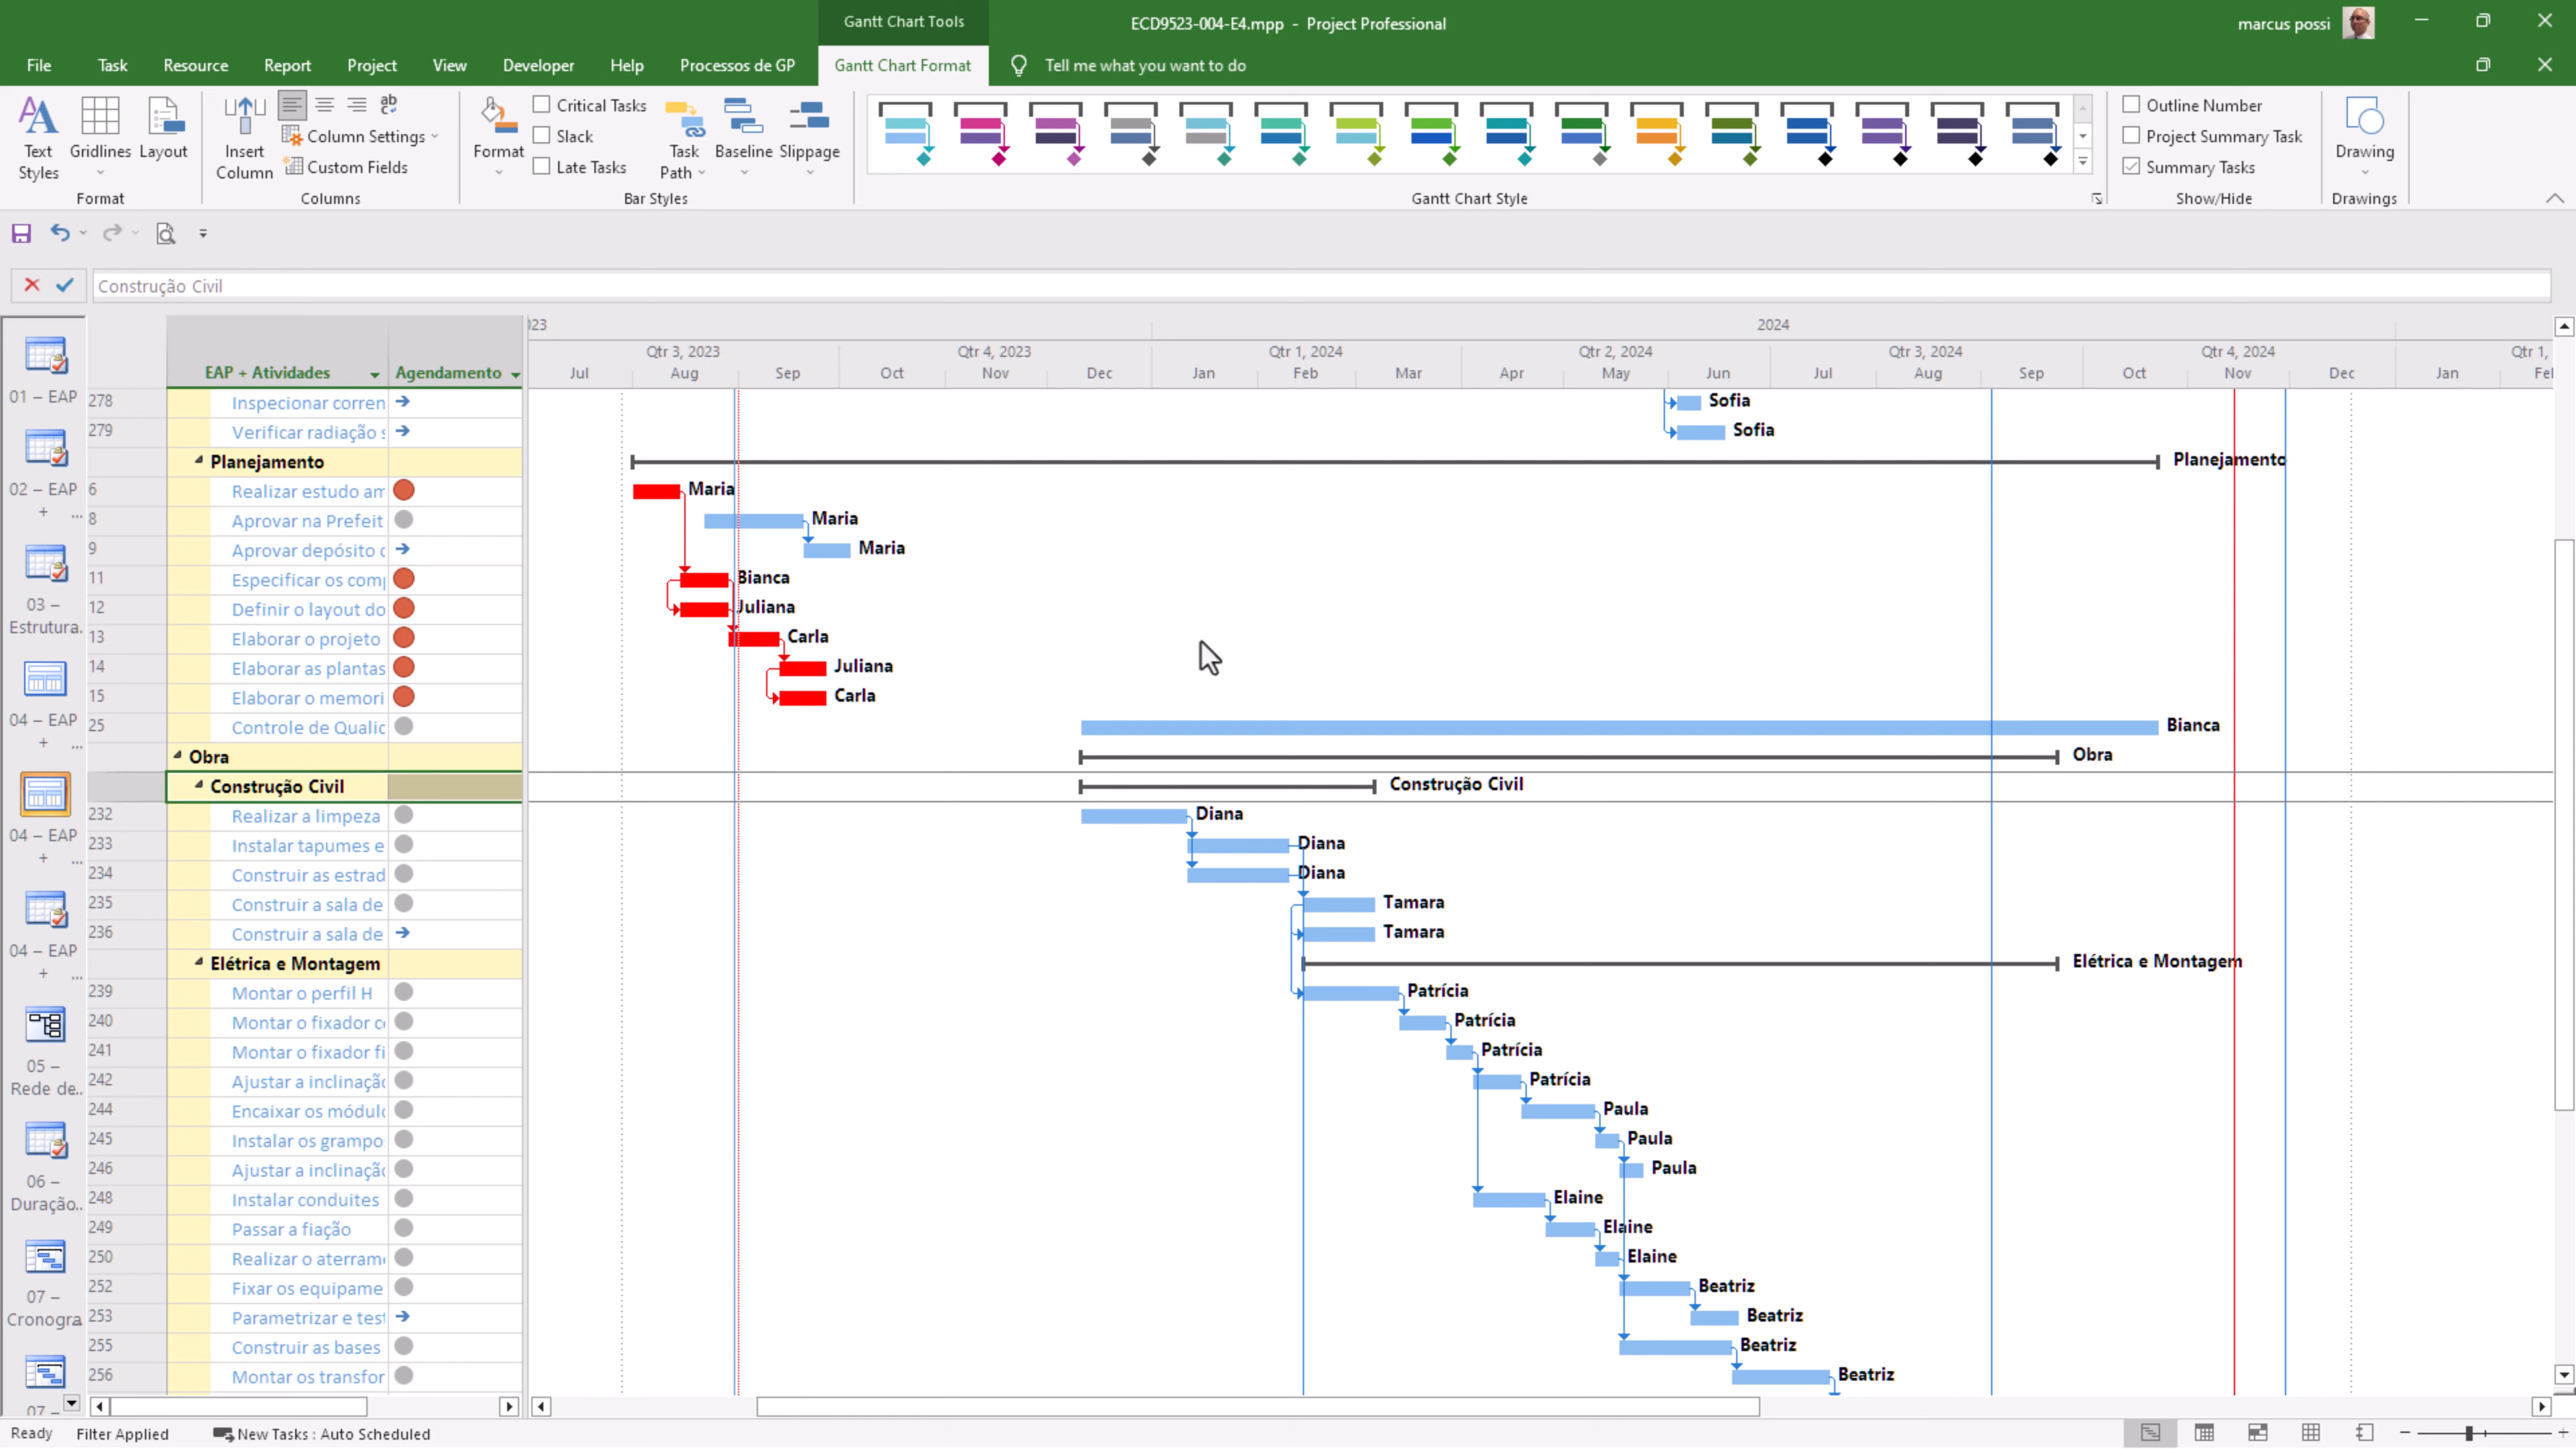 Gantt Chart Tools
ECD9523-004-E4.mpp - Project Professional
marcus possi
File Task Resource Report Project View Developer Help Processos de GP Gantt Chart Format Tell me what you want to do
Text Styles
Gridlines
Layout
Format
Insert Column
ab
Column Settings
Custom Fields
Columns
Format
Critical Tasks
Slack
Late Tasks
Task Path
Baseline
Slippage
Bar Styles
Gantt Chart Style
Outline Number
Project Summary Task
Summary Tasks
Show/Hide
Drawing
Drawings
Construção Civil
01 – EAP
02 – EAP
+ ...
03 –
Estrutura.
04 – EAP
+ ...
04 – EAP
+ ...
04 – EAP
+ ...
05 –
Rede de..
06 –
Duração..
07 –
Cronogra
07 –
EAP + Atividades Agendamento
023 2024
Qtr 3, 2023 Qtr 4, 2023 Qtr 1, 2024 Qtr 2, 2024 Qtr 3, 2024 Qtr 4, 2024 Qtr 1,
Jul Aug Sep Oct Nov Dec Jan Feb Mar Apr May Jun Jul Aug Sep Oct Nov Dec Jan Fel
278 Inspecionar corren Sofia
279 Verificar radiação s Sofia
Planejamento Planejamento
6 Realizar estudo am Maria
8 Aprovar na Prefeit Maria
9 Aprovar depósito d Maria
11 Especificar os comp Bianca
12 Definir o layout do Juliana
13 Elaborar o projeto Carla
14 Elaborar as plantas Juliana
15 Elaborar o memori Carla
25 Controle de Qualic Bianca
Obra Obra
Construção Civil Construção Civil
232 Realizar a limpeza Diana
233 Instalar tapumes e Diana
234 Construir as estrad Diana
235 Construir a sala de Tamara
236 Construir a sala de Tamara
Elétrica e Montagem Elétrica e Montagem
239 Montar o perfil H Patrícia
240 Montar o fixador c Patrícia
241 Montar o fixador fi Patrícia
242 Ajustar a inclinaçã Patrícia
244 Encaixar os módul Paula
245 Instalar os grampo Paula
246 Ajustar a inclinaçã Paula
248 Instalar conduites Elaine
249 Passar a fiação Elaine
250 Realizar o aterram Elaine
252 Fixar os equipame Beatriz
253 Parametrizar e test Beatriz
255 Construir as bases Beatriz
256 Montar os transfor Beatriz
Ready Filter Applied New Tasks : Auto Scheduled